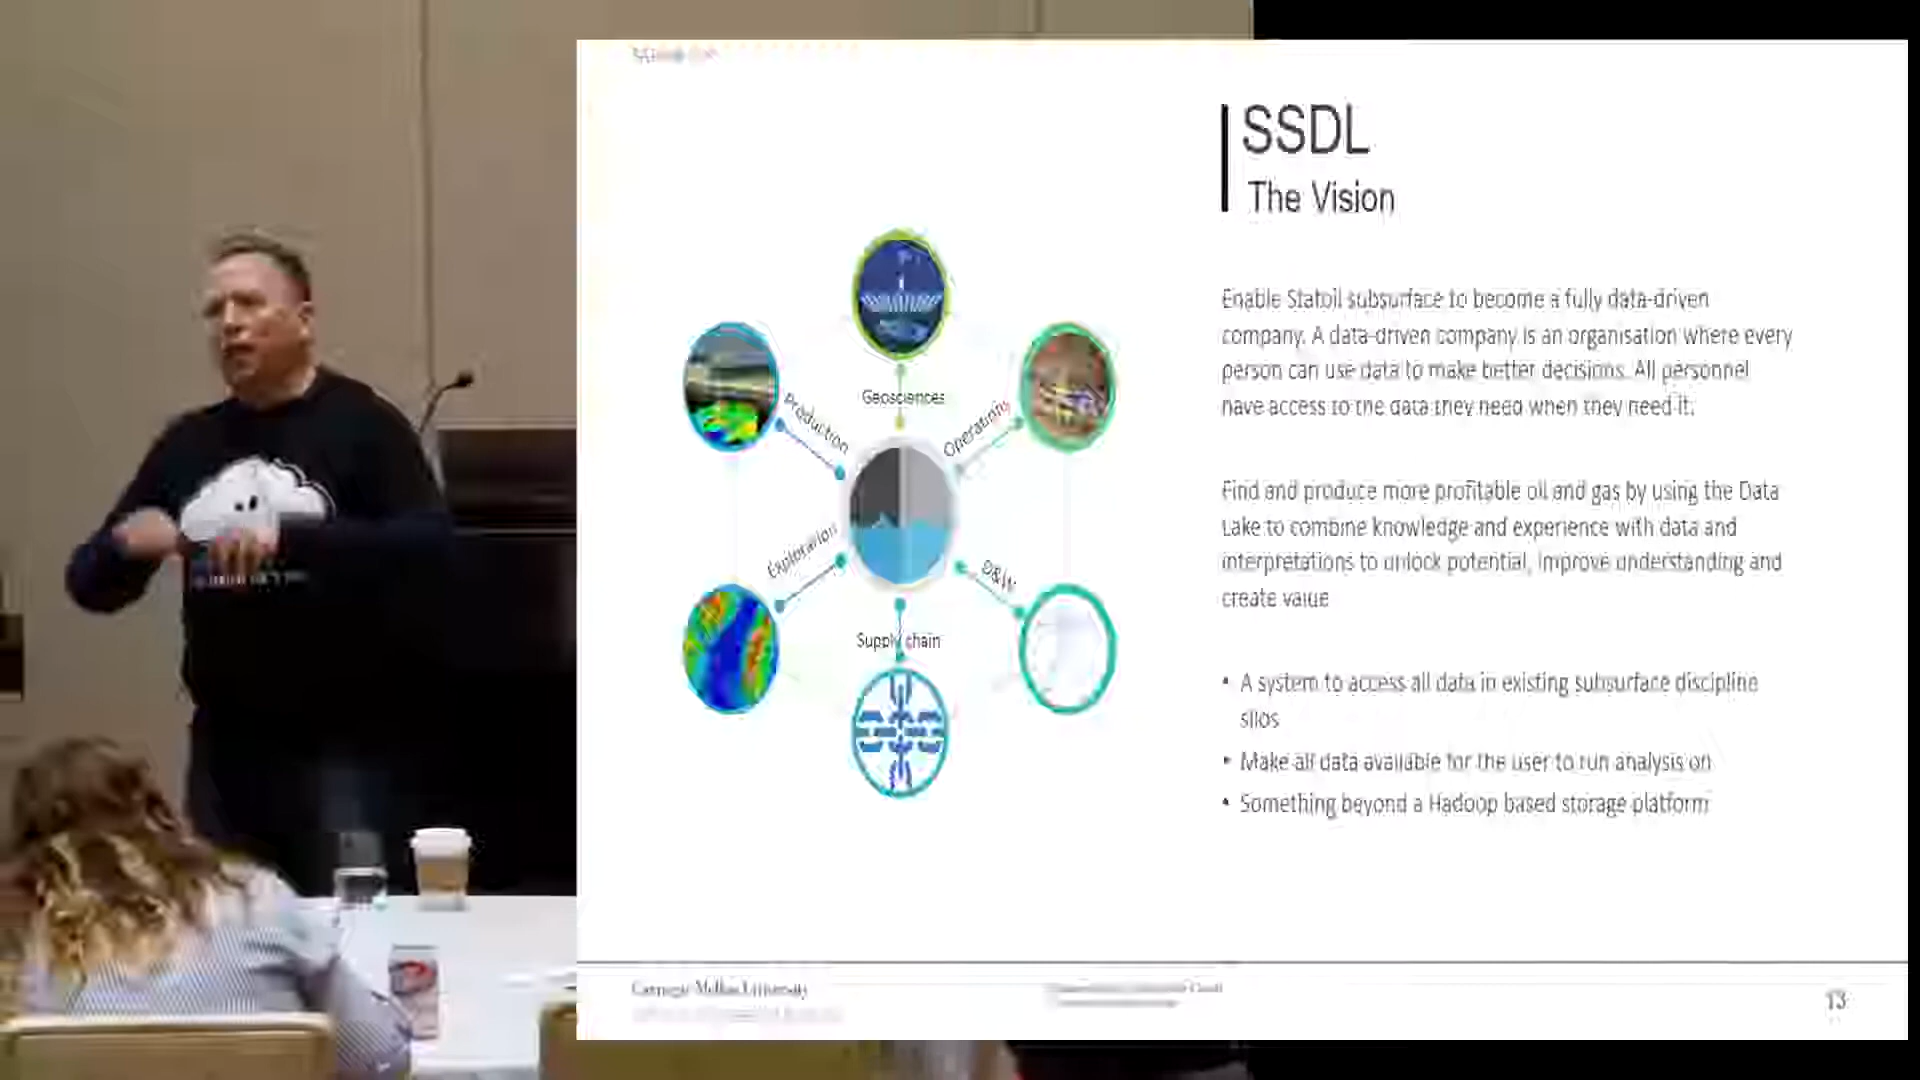 SSDL
The Vision
Enable Statoil subsurface to become a fully data-driven
company. A data-driven company is an organisation where every
person can use data to make better decisions. All personnel
have access to the data they need when they need it.
Find and produce more profitable oil and gas by using the Data
Lake to combine knowledge and experience with data and
interpretations to unlock potential, improve understanding and
create value
• A system to access all data in existing subsurface discipline
silos
• Make all data available for the user to run analysis on
• Something beyond a Hadoop based storage platform
Geosciences
Production
Operations
Exploration
D&W
Supply chain
Carnegie Mellon University
13